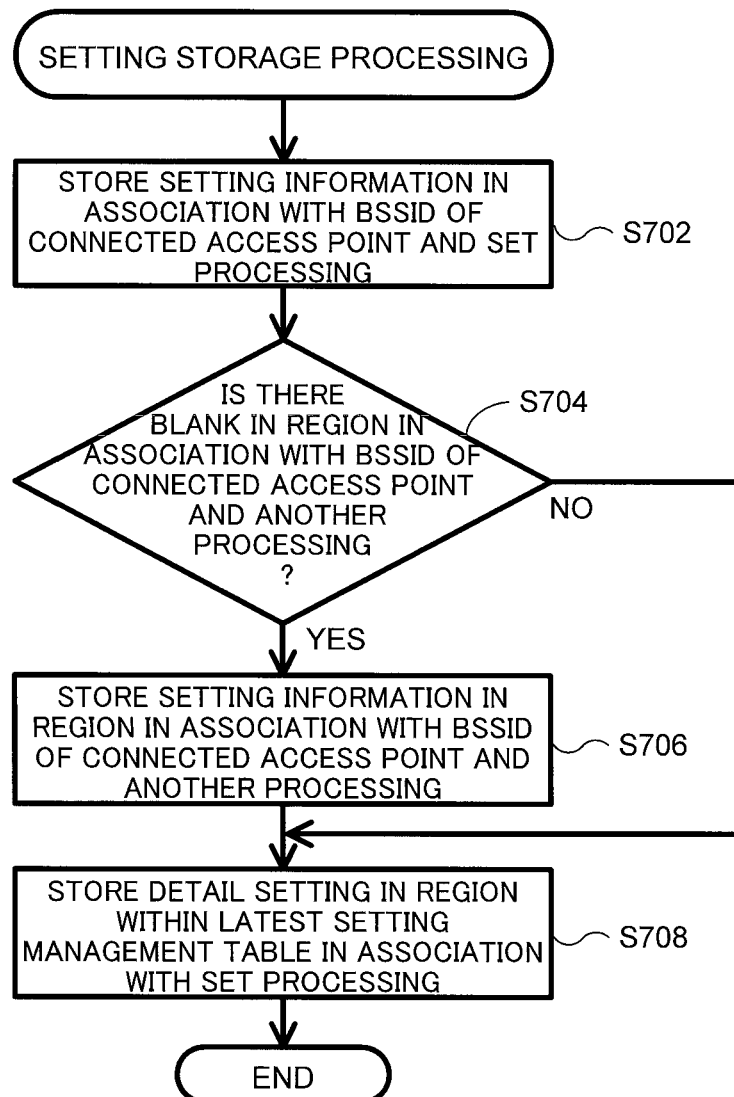 SETTING STORAGE PROCESSING
STORE SETTING INFORMATION IN
ASSOCIATION WITH BSSID OF
CONNECTED ACCESS POINT AND SET
PROCESSING
S702
IS THERE
BLANK IN REGION IN
ASSOCIATION WITH BSSID OF
CONNECTED ACCESS POINT
AND ANOTHER
PROCESSING
?
S704
NO
YES
STORE SETTING INFORMATION IN
REGION IN ASSOCIATION WITH BSSID
OF CONNECTED ACCESS POINT AND
ANOTHER PROCESSING
S706
STORE DETAIL SETTING IN REGION
WITHIN LATEST SETTING
MANAGEMENT TABLE IN ASSOCIATION
WITH SET PROCESSING
S708
END